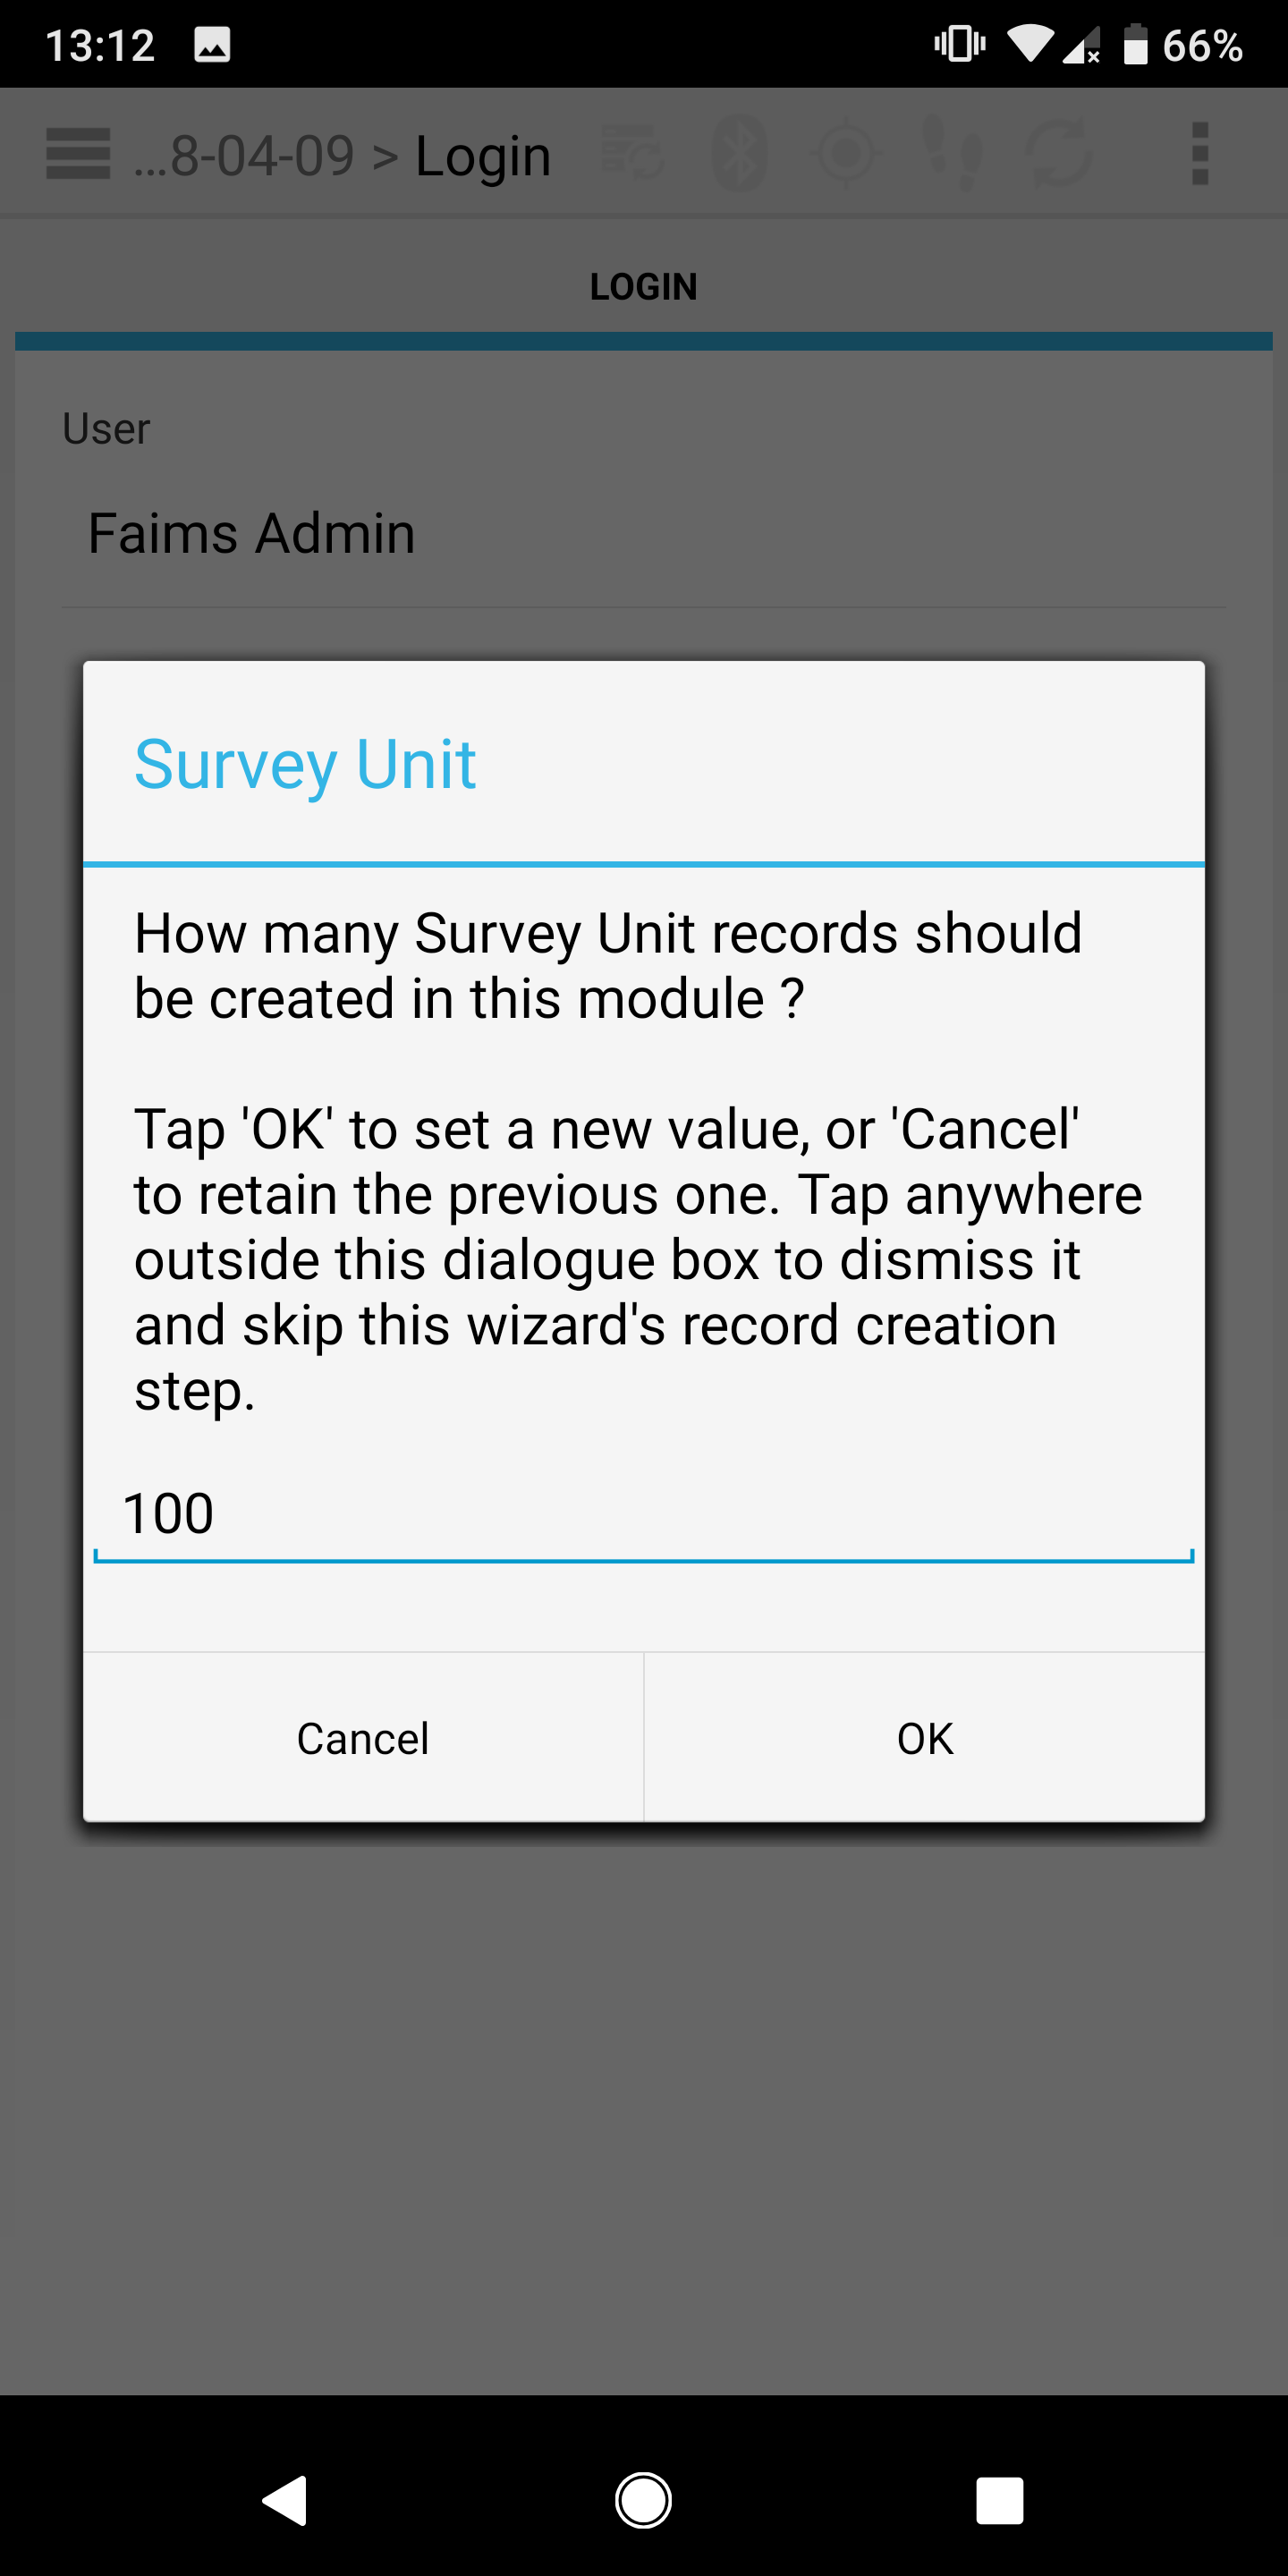 13:12 66%
...8-04-09 > Login
LOGIN
User
Faims Admin
Survey Unit
How many Survey Unit records should
be created in this module ?
Tap 'OK' to set a new value, or 'Cancel'
to retain the previous one. Tap anywhere
outside this dialogue box to dismiss it
and skip this wizard's record creation
step.
100
Cancel OK